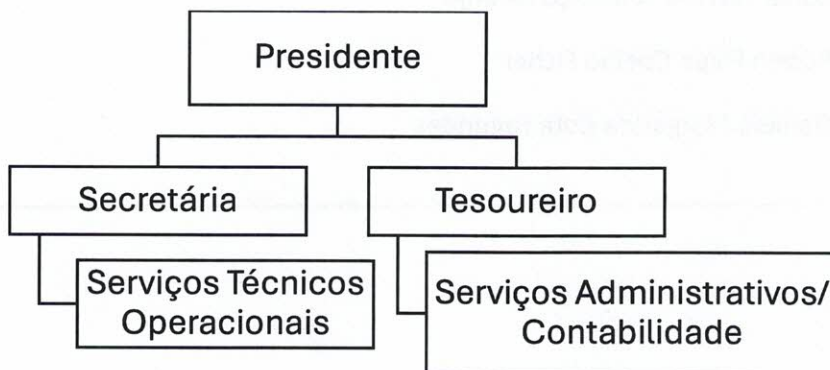 Presidente
Secretária
Tesoureiro
Serviços Técnicos
Operacionais
Serviços Administrativos/
Contabilidade